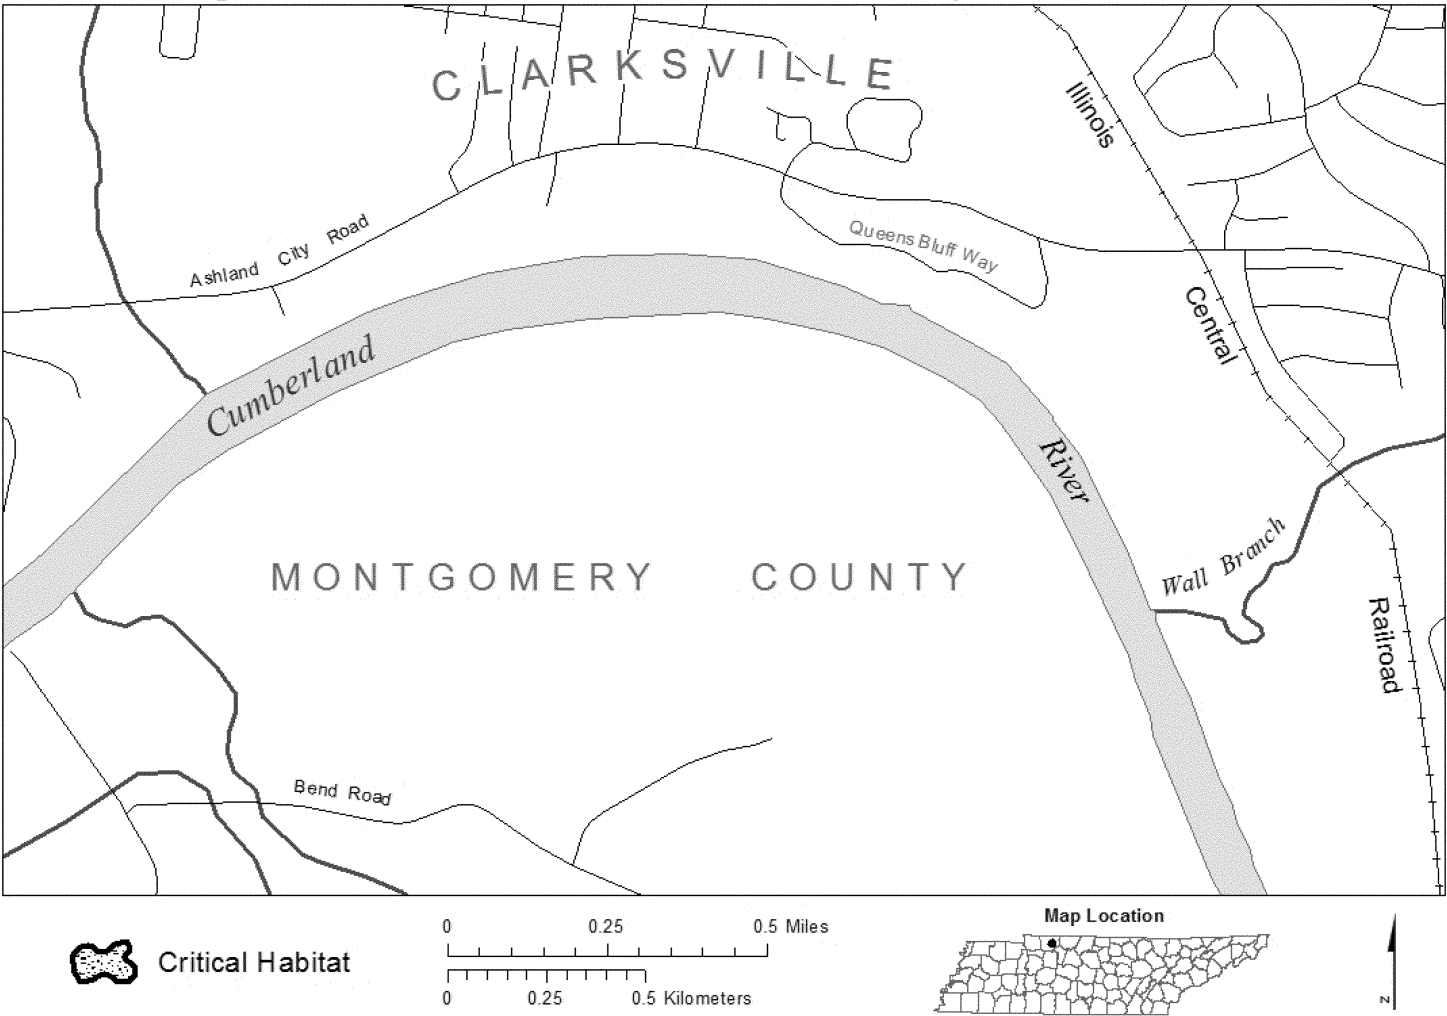 CLARKSVILLE
Illinois
Ashland City Road
Queens Bluff Way
Central
Cumberland
River
Wall Branch
MONTGOMERY COUNTY
Railroad
Bend Road
Critical Habitat
0 0.25 0.5 Miles
0 0.25 0.5 Kilometers
Map Location
N